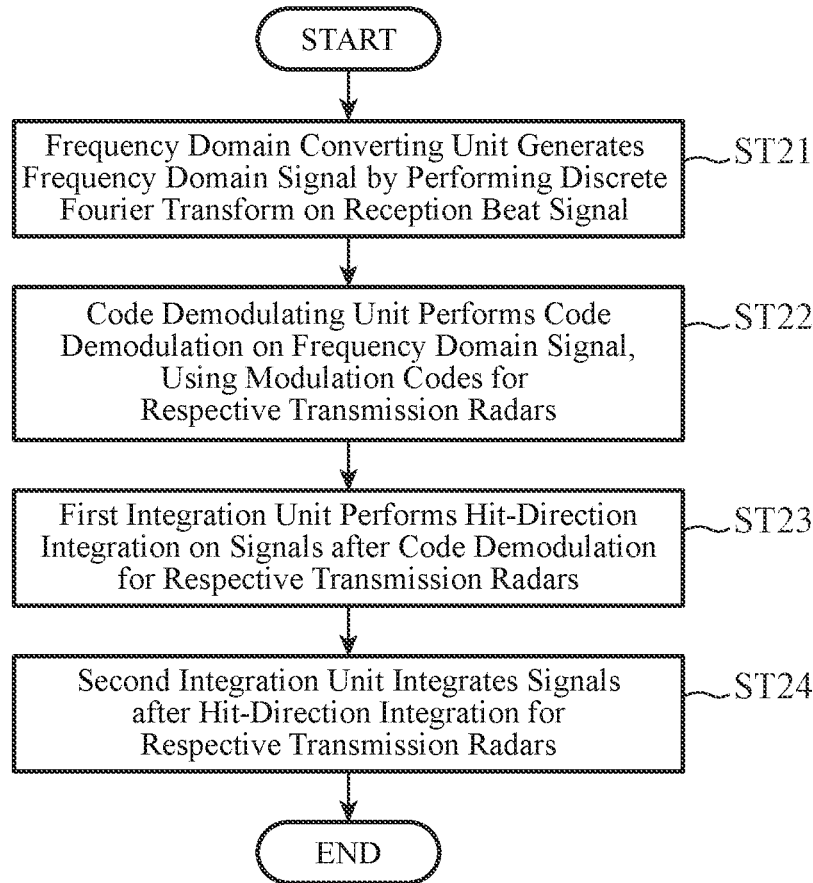 START
Frequency Domain Converting Unit Generates
Frequency Domain Signal by Performing Discrete
Fourier Transform on Reception Beat Signal
ST21
Code Demodulating Unit Performs Code
Demodulation on Frequency Domain Signal,
Using Modulation Codes for
Respective Transmission Radars
ST22
First Integration Unit Performs Hit-Direction
Integration on Signals after Code Demodulation
for Respective Transmission Radars
ST23
Second Integration Unit Integrates Signals
after Hit-Direction Integration for
Respective Transmission Radars
ST24
END